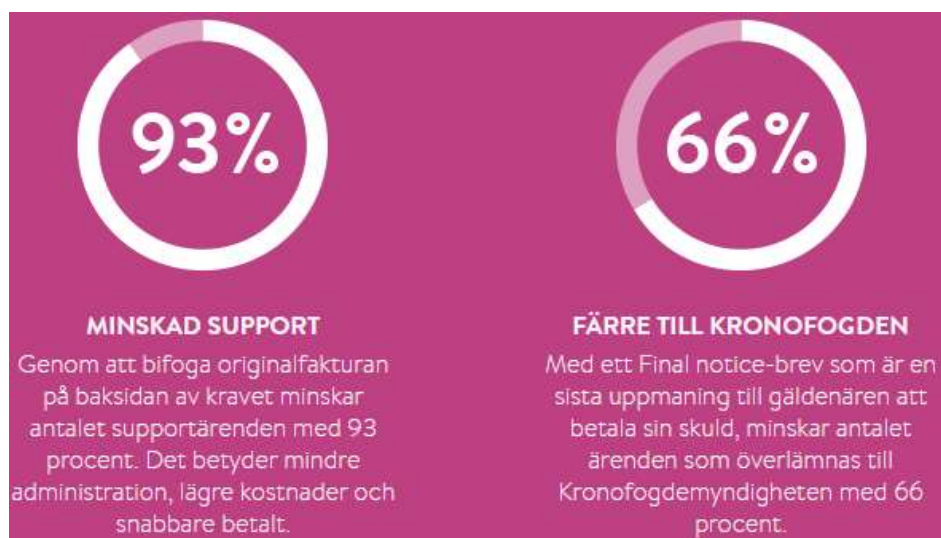 93%
MINSKAD SUPPORT
Genom att bifoga originalfakturan
på baksidan av kravet minskar
antalet supportärenden med 93
procent. Det betyder mindre
administration, lägre kostnader och
snabbare betalt.
66%
FÄRRE TILL KRONOFOGDEN
Med ett Final notice-brev som är en
sista uppmaning till gäldenären att
betala sin skuld, minskar antalet
ärenden som överlämnas till
Kronofogdemyndigheten med 66
procent.